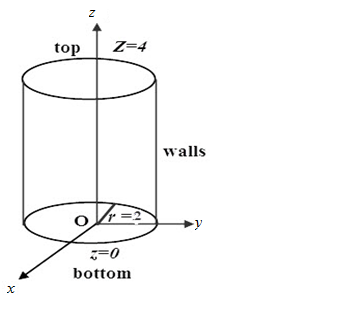 z
top Z=4
walls
O r =2 y
z=0
bottom
x